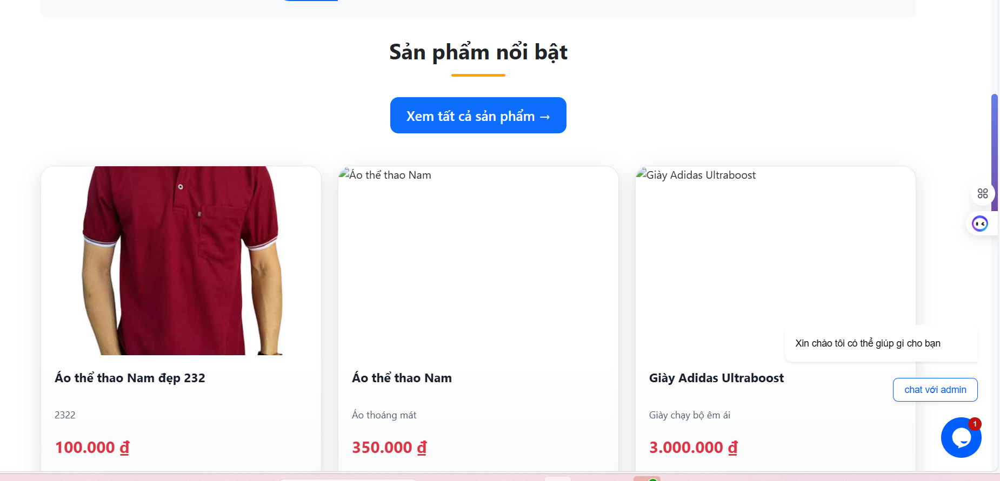 Sản phẩm nổi bật
Xem tất cả sản phẩm →
Áo thể thao Nam
Giày Adidas Ultraboost
Áo thể thao Nam đẹp 232
2322
100.000 ₫
Áo thể thao Nam
Áo thoáng mát
350.000 ₫
Giày Adidas Ultraboost
Giày chạy bộ êm ái
3.000.000 ₫
Xin chào tôi có thể giúp gì cho bạn
chat với admin
1